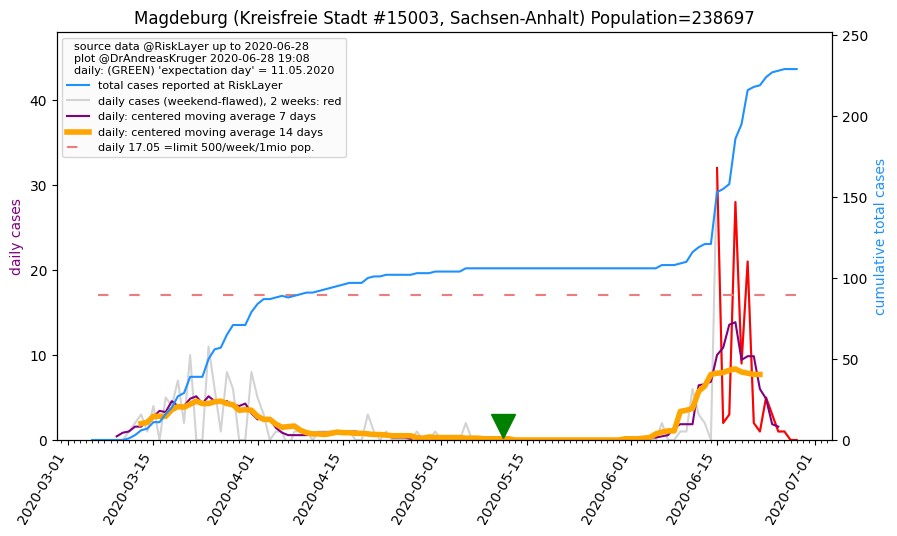 Magdeburg (Kreisfreie Stadt #15003, Sachsen-Anhalt) Population=238697
source data @RiskLayer up to 2020-06-28
plot @DrAndreasKruger 2020-06-28 19:08
daily: (GREEN) 'expectation day' = 11.05.2020
total cases reported at RiskLayer
daily cases (weekend-flawed), 2 weeks: red
daily: centered moving average 7 days
daily: centered moving average 14 days
daily 17.05 =limit 500/week/1mio pop.
daily cases
0
10
20
30
40
cumulative total cases
0
50
100
150
200
250
2020-03-01
2020-03-15
2020-04-01
2020-04-15
2020-05-01
2020-05-15
2020-06-01
2020-06-15
2020-07-01